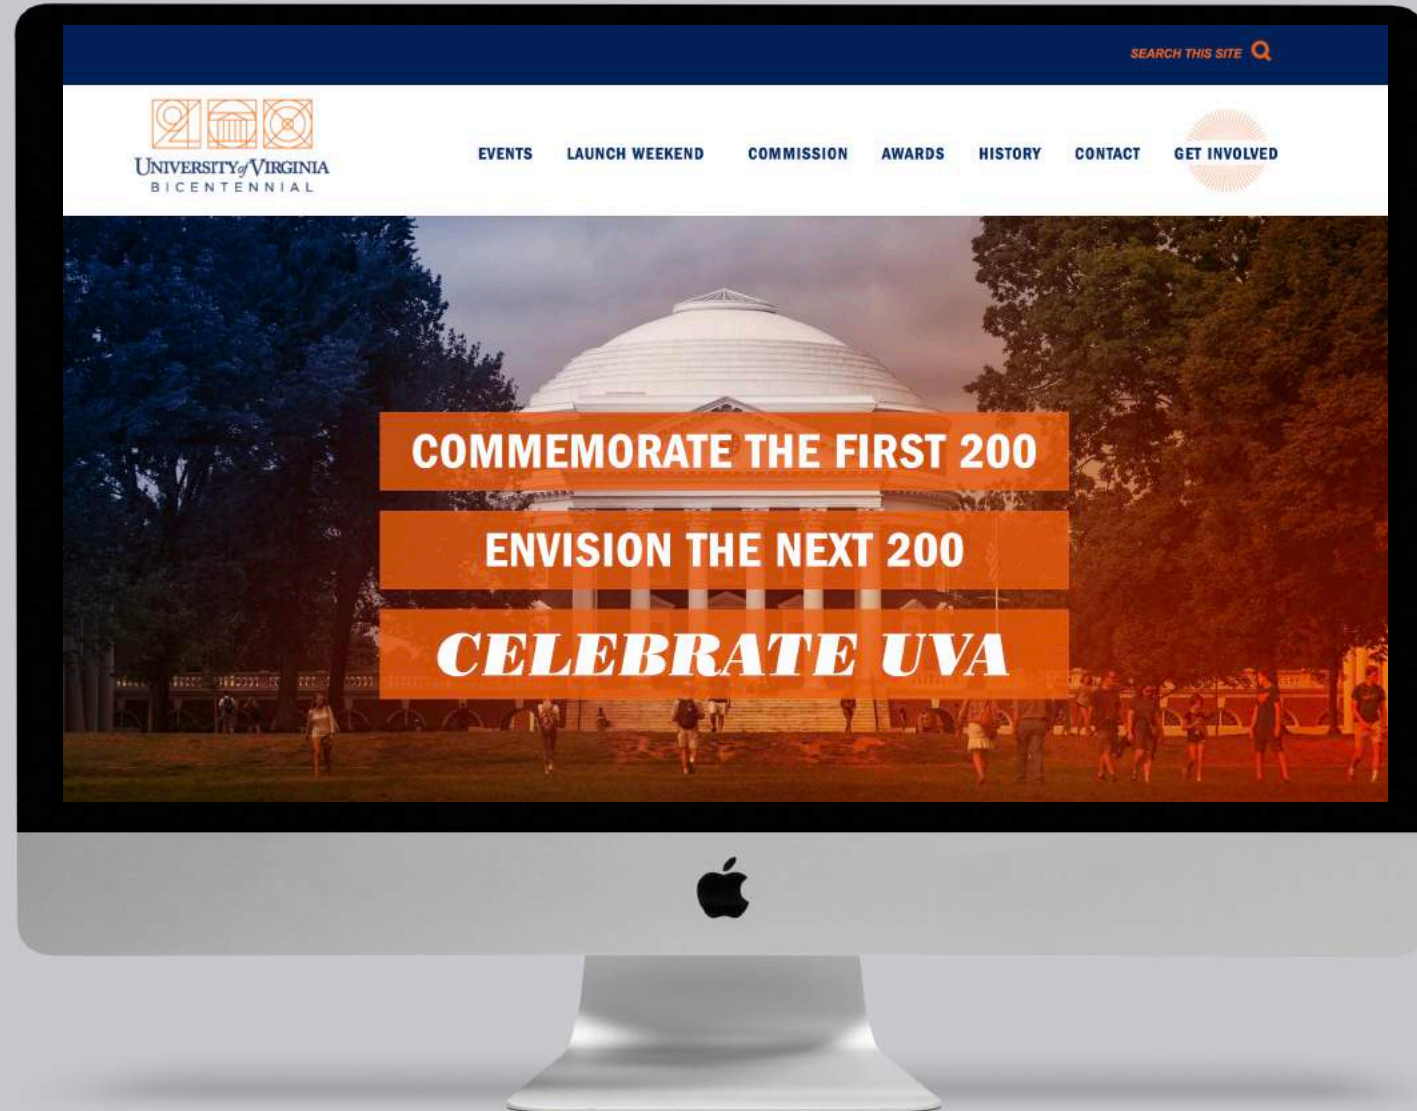 SEARCH THIS SITE
200
UNIVERSITY of VIRGINIA
BICENTENNIAL
EVENTS LAUNCH WEEKEND COMMISSION AWARDS HISTORY CONTACT GET INVOLVED
COMMEMORATE THE FIRST 200
ENVISION THE NEXT 200
CELEBRATE UVA